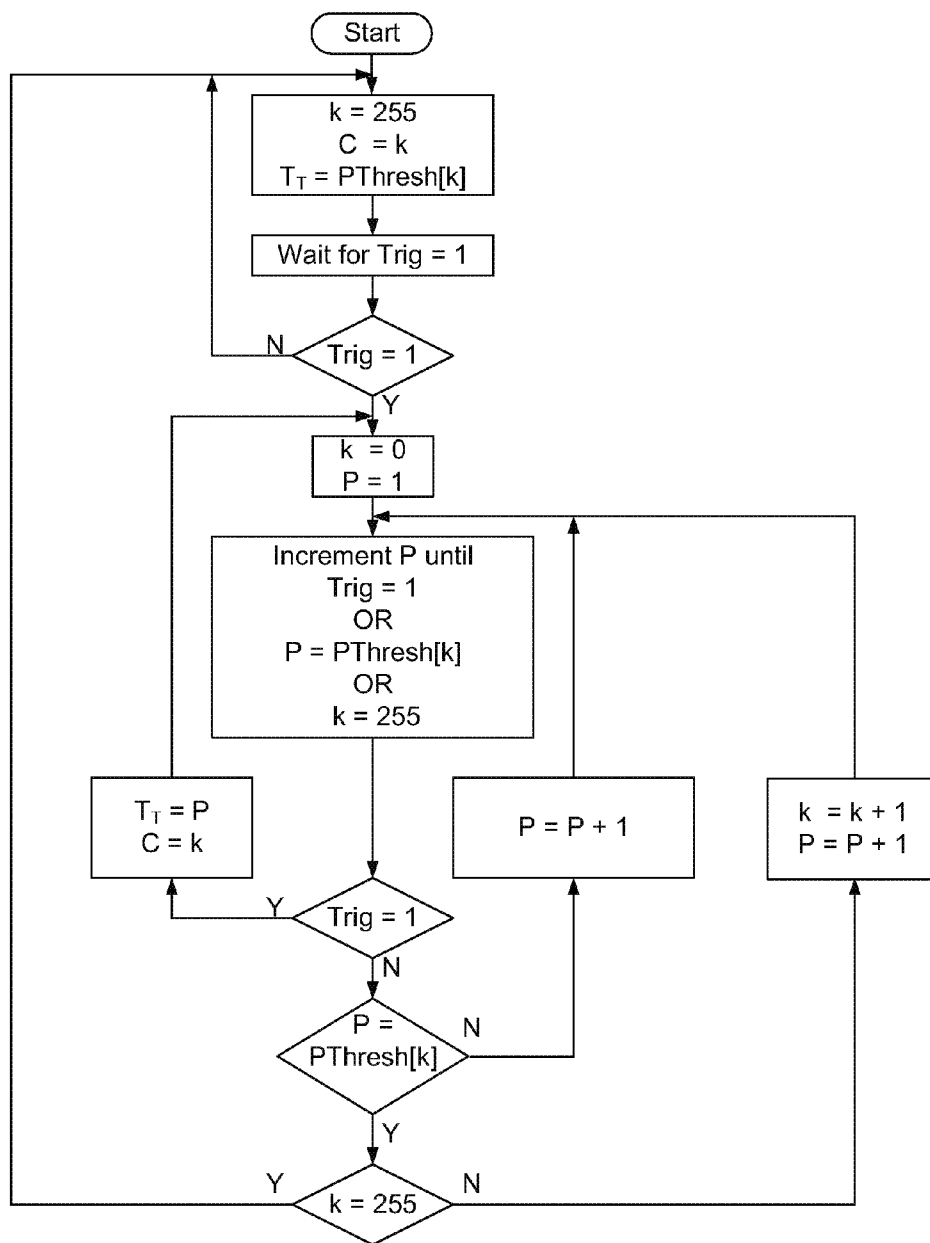 Start
k = 255
C = k
T_T = PThresh[k]
Wait for Trig = 1
Trig = 1
N
Y
k = 0
P = 1
Increment P until
Trig = 1
OR
P = PThresh[k]
OR
k = 255
T_T = P
C = k
P = P + 1
k = k + 1
P = P + 1
Trig = 1
Y
N
P =
PThresh[k]
N
Y
k = 255
Y
N